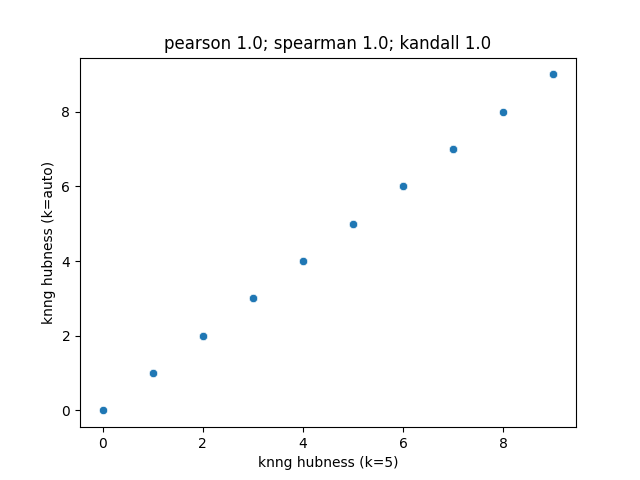 pearson 1.0; spearman 1.0; kandall 1.0
knng hubness (k=auto)
8
6
4
2
0
0 2 4 6 8
knng hubness (k=5)